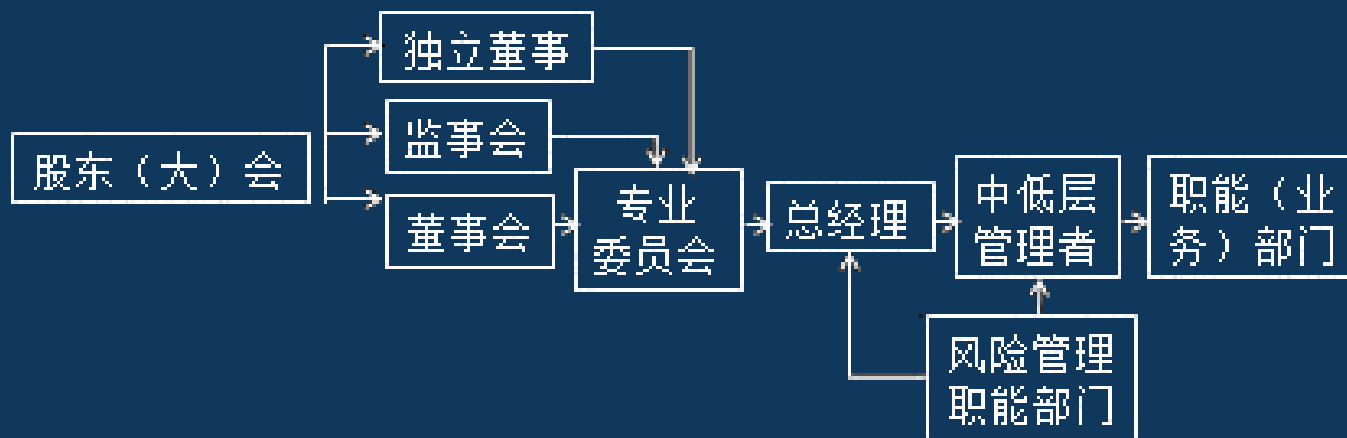 独立董事
监事会
股东（大）会
董事会
专业
委员会
总经理
中低层
管理者
职能（业
务）部门
风险管理
职能部门